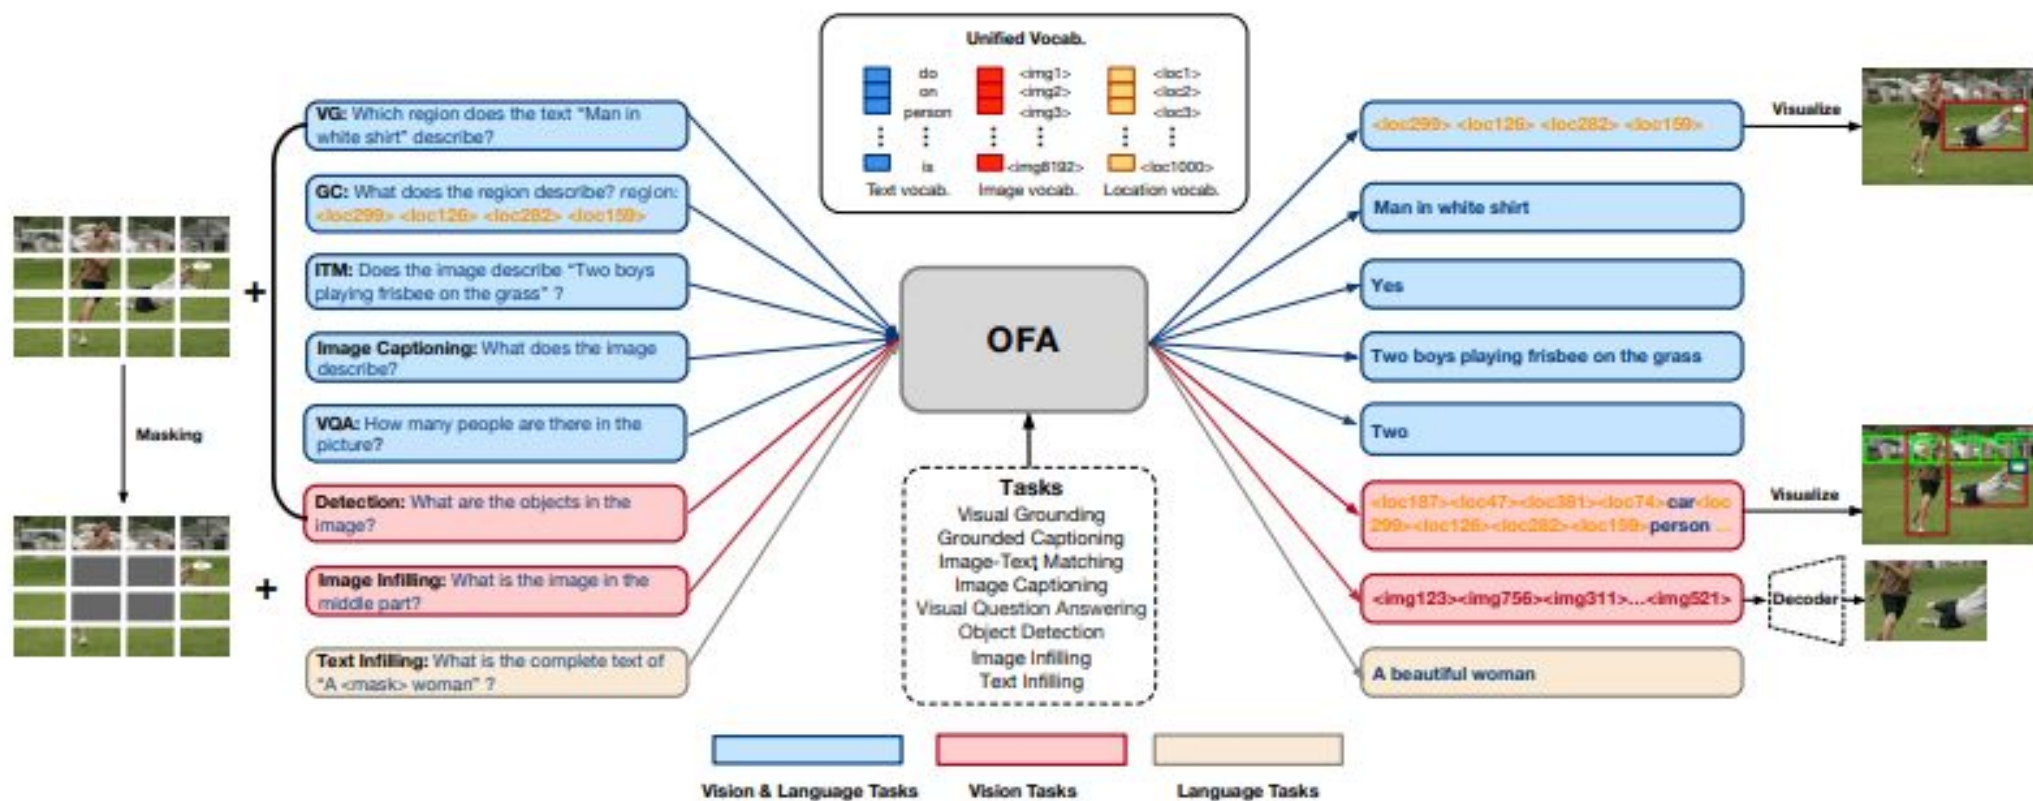 Unified Vocab.
do
on
person
is
Text vocab.
<img1>
<img2>
<img3>
<img8192>
Image vocab.
<loc1>
<loc2>
<loc3>
<loc1000>
Location vocab.
VG: Which region does the text “Man in
white shirt” describe?
GC: What does the region describe? region:
<loc299> <loc126> <loc282> <loc159>
ITM: Does the image describe “Two boys
playing frisbee on the grass” ?
Image Captioning: What does the image
describe?
VQA: How many people are there in the
picture?
Detection: What are the objects in the
image?
Image Infilling: What is the image in the
middle part?
Text Infilling: What is the complete text of
“A <mask> woman” ?
+
Masking
+
OFA
Tasks
Visual Grounding
Grounded Captioning
Image-Text Matching
Image Captioning
Visual Question Answering
Object Detection
Image Infilling
Text Infilling
<loc299> <loc126> <loc282> <loc159>
Visualize
Man in white shirt
Yes
Two boys playing frisbee on the grass
Two
<loc187><loc47><loc381><loc74>car<loc
299><loc126><loc282><loc159>person ...
Visualize
<img123><img756><img311>...<img521>
Decoder
A beautiful woman
Vision & Language Tasks
Vision Tasks
Language Tasks